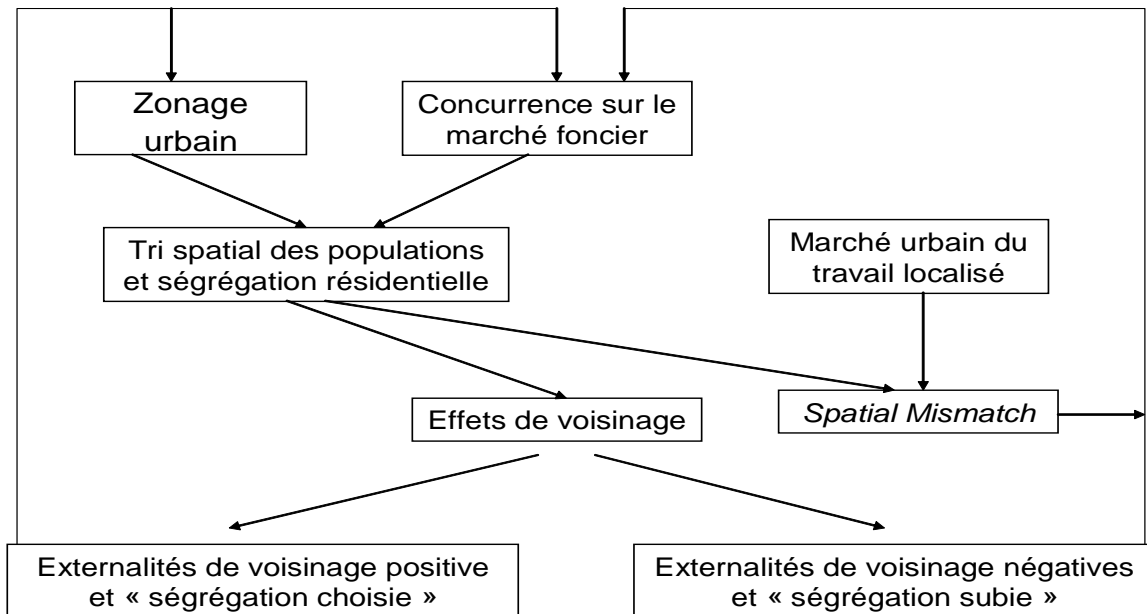 Zonage
urbain
Concurrence sur le
marché foncier
Tri spatial des populations
et ségrégation résidentielle
Marché urbain du
travail localisé
Effets de voisinage
Spatial Mismatch
Externalités de voisinage positive
et « ségrégation choisie »
Externalités de voisinage négatives
et « ségrégation subie »